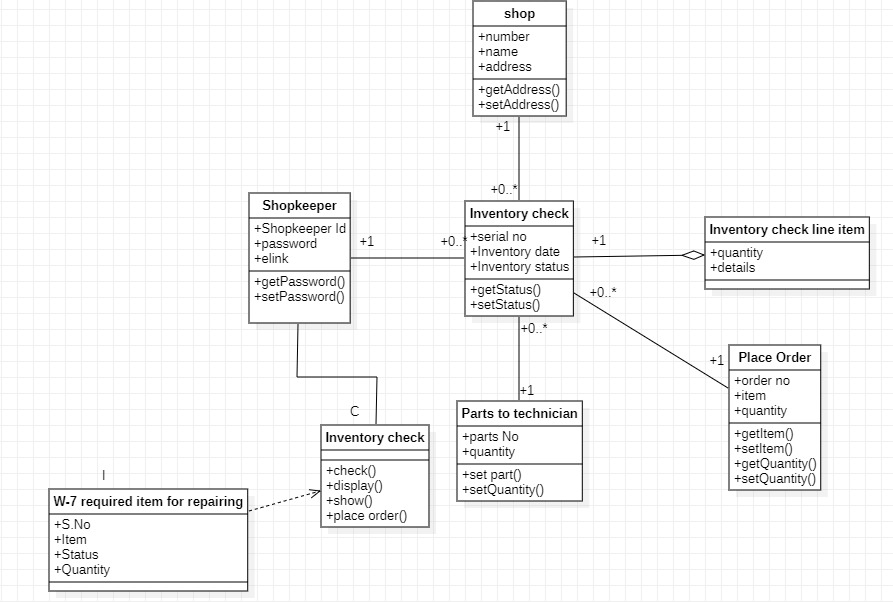 shop
+number
+name
+address
+getAddress()
+setAddress()
+1
+0..*
Shopkeeper
+Shopkeeper Id
+password
+elink
+getPassword()
+setPassword()
+1
+0..*
Inventory check
+serial no
+Inventory date
+Inventory status
+getStatus()
+setStatus()
+1
Inventory check line item
+quantity
+details
+0..*
+1
Place Order
+order no
+item
+quantity
+getItem()
+setItem()
+getQuantity()
+setQuantity()
+0..*
+1
Parts to technician
+parts No
+quantity
+set part()
+setQuantity()
C
Inventory check
+check()
+display()
+show()
+place order()
I
W-7 required item for repairing
+S.No
+Item
+Status
+Quantity